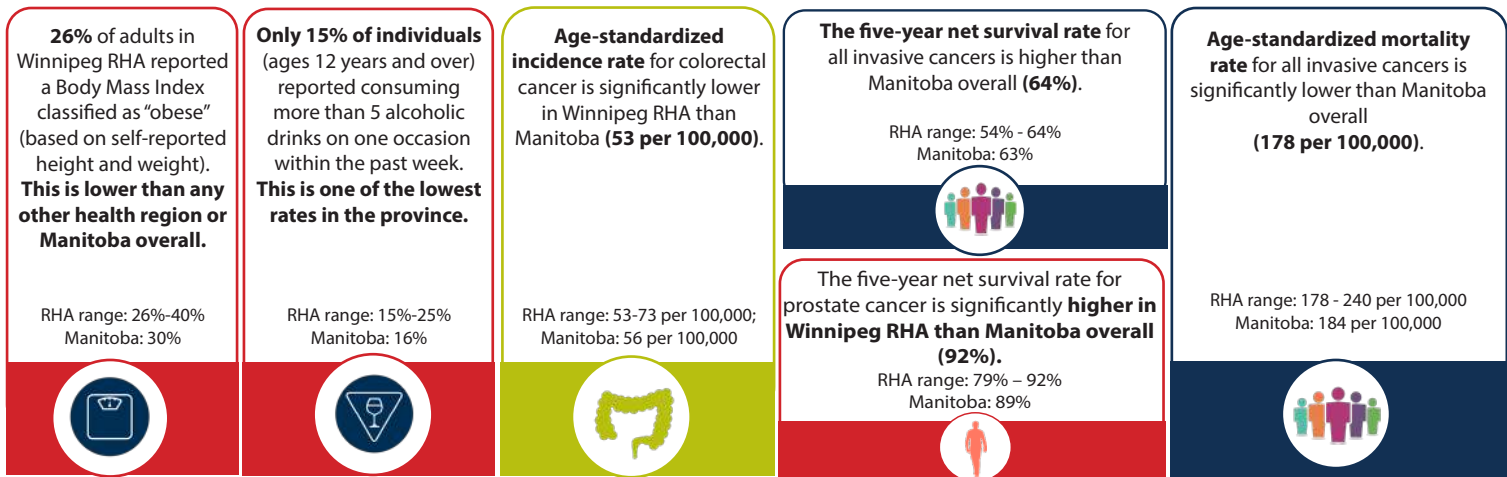 26% of adults in
Winnipeg RHA reported
a Body Mass Index
classified as “obese”
(based on self-reported
height and weight).
This is lower than any
other health region or
Manitoba overall.
RHA range: 26%-40%
Manitoba: 30%
Only 15% of individuals
(ages 12 years and over)
reported consuming
more than 5 alcoholic
drinks on one occasion
within the past week.
This is one of the lowest
rates in the province.
RHA range: 15%-25%
Manitoba: 16%
Age-standardized
incidence rate for colorectal
cancer is significantly lower
in Winnipeg RHA than
Manitoba (53 per 100,000).
RHA range: 53-73 per 100,000;
Manitoba: 56 per 100,000
The five-year net survival rate for
all invasive cancers is higher than
Manitoba overall (64%).
RHA range: 54% - 64%
Manitoba: 63%
The five-year net survival rate for
prostate cancer is significantly higher in
Winnipeg RHA than Manitoba overall
(92%).
RHA range: 79% – 92%
Manitoba: 89%
Age-standardized mortality
rate for all invasive cancers is
significantly lower than Manitoba
overall
(178 per 100,000).
RHA range: 178 - 240 per 100,000
Manitoba: 184 per 100,000